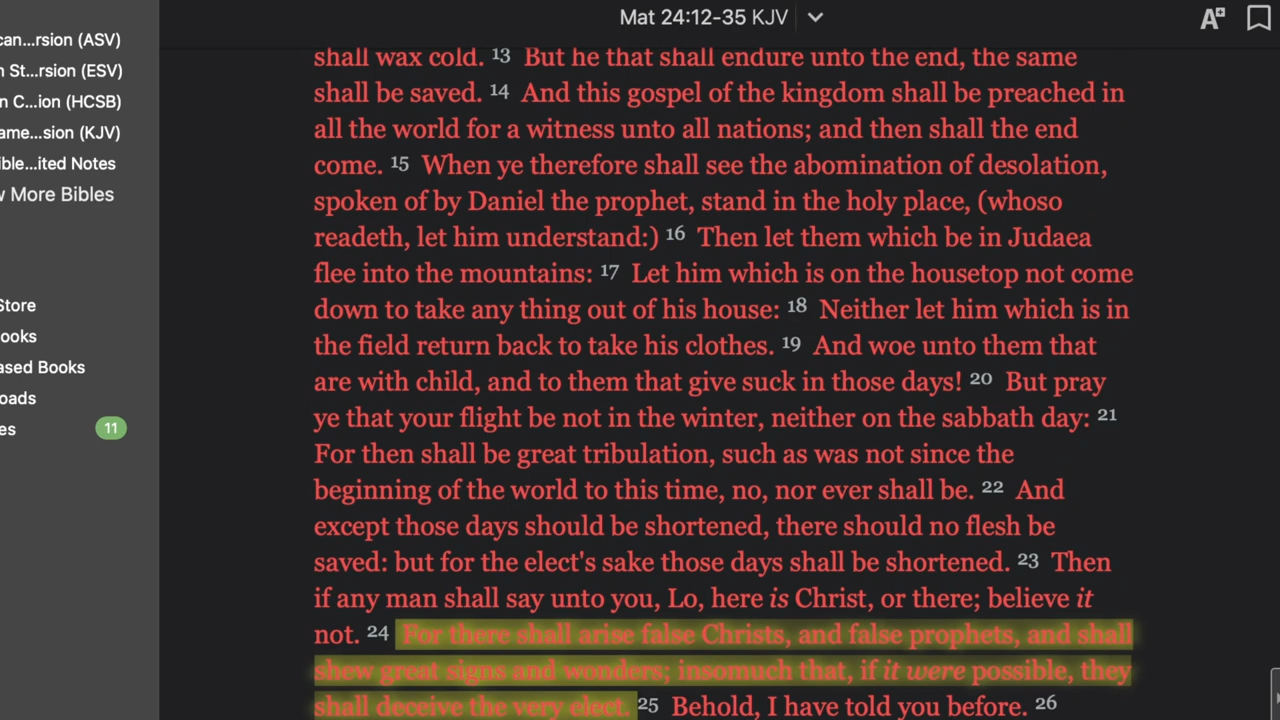 Mat 24:12-35 KJV
A
can...rsion (ASV)
n St...rsion (ESV)
n C...ion (HCSB)
ame...sion (KJV)
ible...ited Notes
w More Bibles
Store
ooks
ased Books
oads
es
11
shall wax cold. 13 But he that shall endure unto the end, the same
shall be saved. 14 And this gospel of the kingdom shall be preached in
all the world for a witness unto all nations; and then shall the end
come. 15 When ye therefore shall see the abomination of desolation,
spoken of by Daniel the prophet, stand in the holy place, (whoso
readeth, let him understand:) 16 Then let them which be in Judaea
flee into the mountains: 17 Let him which is on the housetop not come
down to take any thing out of his house: 18 Neither let him which is in
the field return back to take his clothes. 19 And woe unto them that
are with child, and to them that give suck in those days! 20 But pray
ye that your flight be not in the winter, neither on the sabbath day: 21
For then shall be great tribulation, such as was not since the
beginning of the world to this time, no, nor ever shall be. 22 And
except those days should be shortened, there should no flesh be
saved: but for the elect's sake those days shall be shortened. 23 Then
if any man shall say unto you, Lo, here is Christ, or there; believe it
not. 24 For there shall arise false Christs, and false prophets, and shall
shew great signs and wonders; insomuch that, if it were possible, they
shall deceive the very elect. 25 Behold, I have told you before. 26